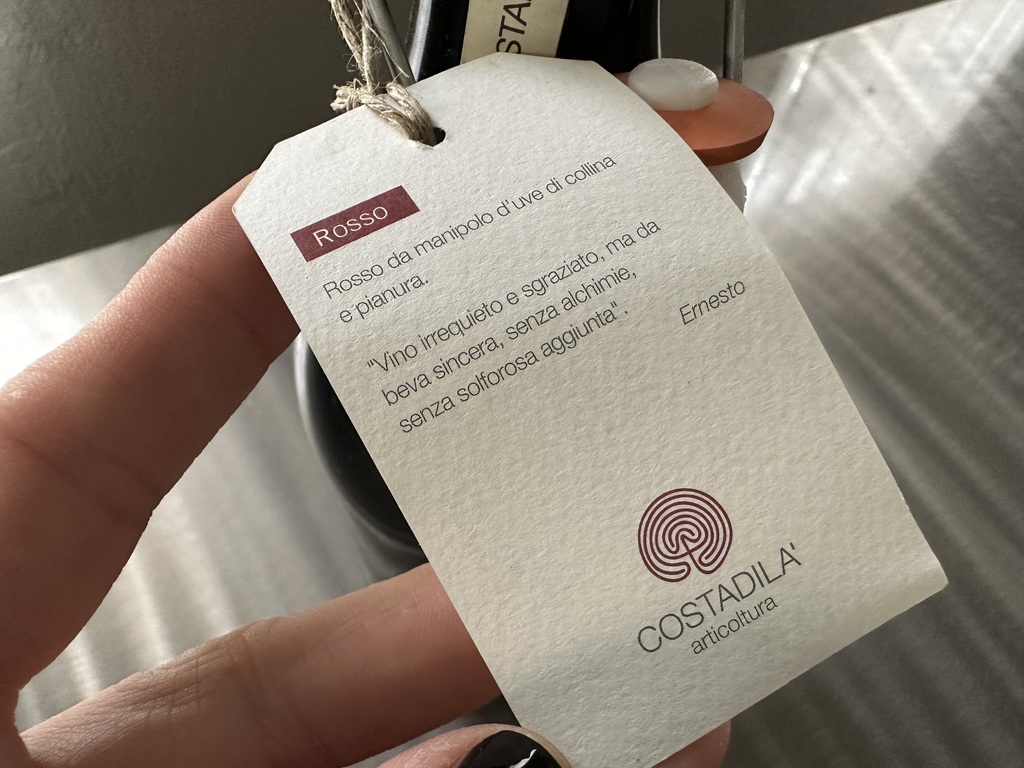 STA
Rosso
Rosso da manipolo d'uve di collina
e pianura.
"Vino irrequieto e sgraziato, ma da
beva sincera, senza alchimie,
senza solforosa aggiunta".
Ernesto
COSTADILA'
articoltura